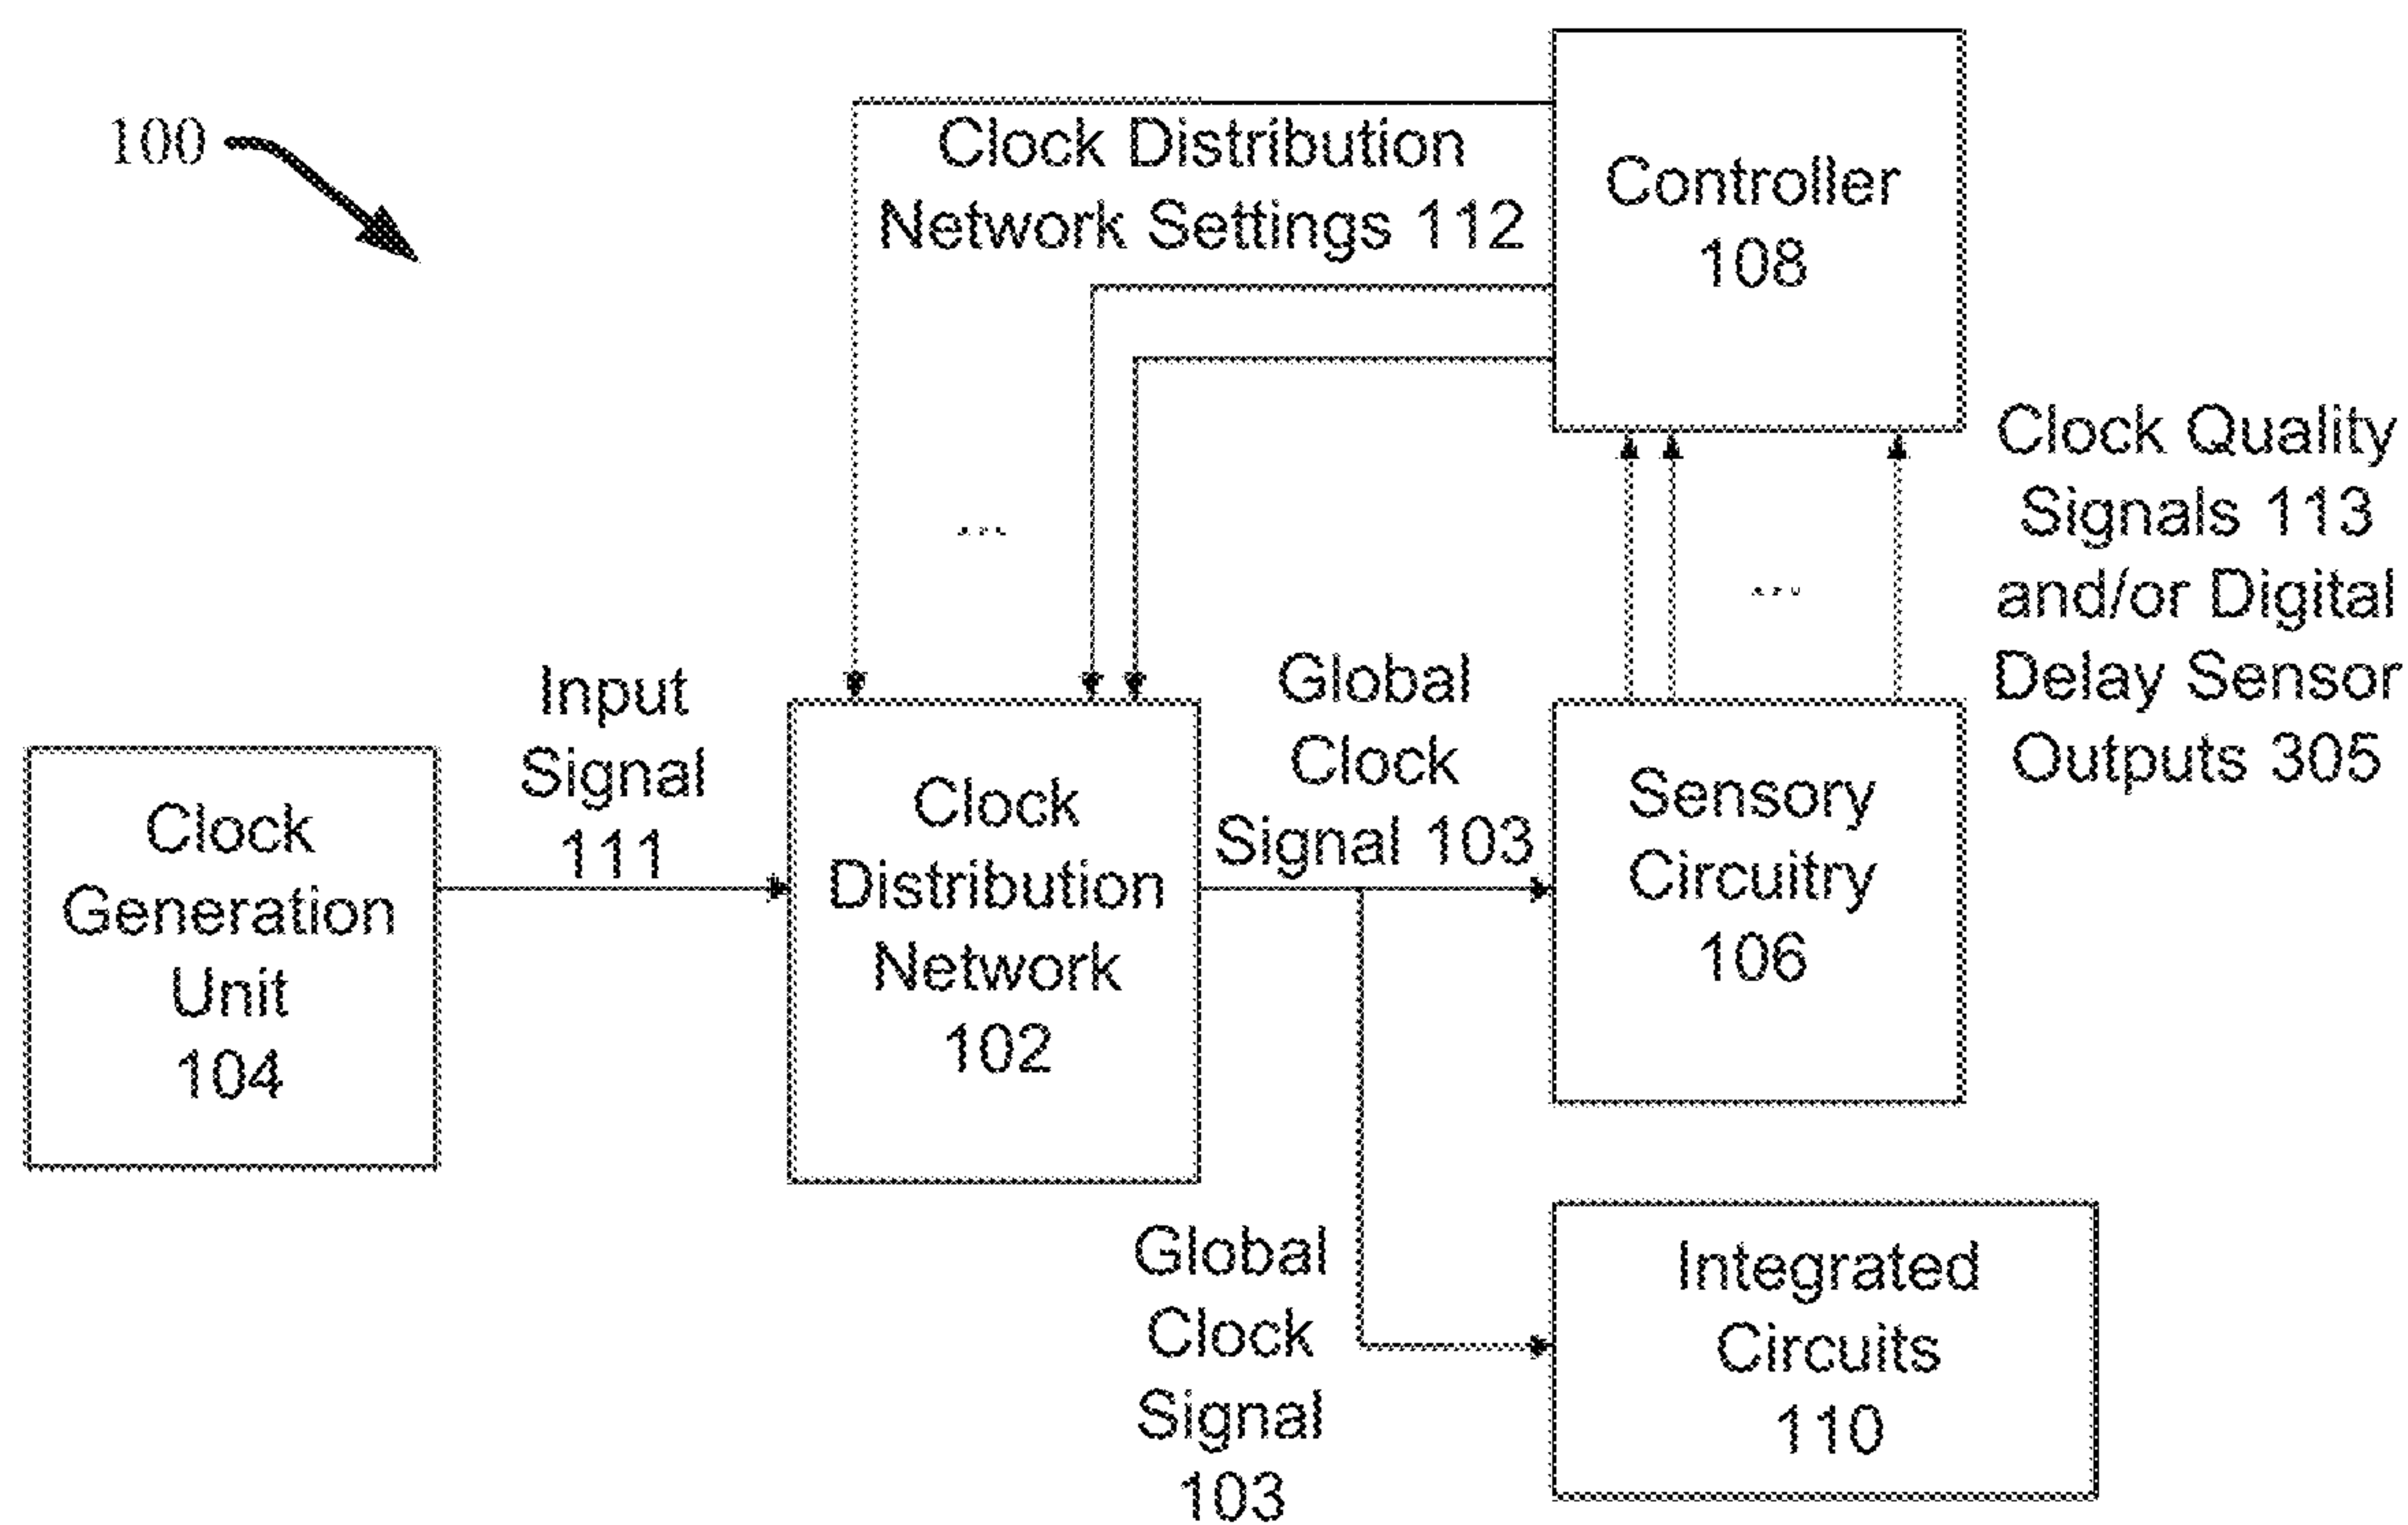 100
Clock Distribution
Network Settings 112
Controller
108
...
...
Clock Quality
Signals 113
and/or Digital
Delay Sensor
Outputs 305
Input
Signal
111
Global
Clock
Signal 103
Clock
Generation
Unit
104
Clock
Distribution
Network
102
Sensory
Circuitry
106
Global
Clock
Signal
103
Integrated
Circuits
110